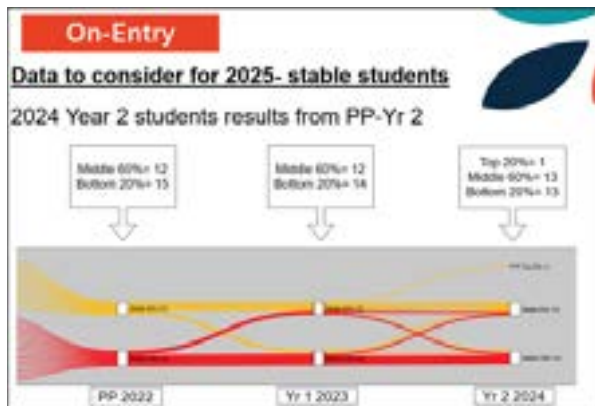 On-Entry
Data to consider for 2025- stable students
2024 Year 2 students results from PP-Yr 2
Middle 60%= 12
Bottom 20%= 15
Middle 60%= 12
Bottom 20%= 14
Top 20%= 1
Middle 60%= 13
Bottom 20%= 13
PP 2022
Yr 1 2023
Yr 2 2024